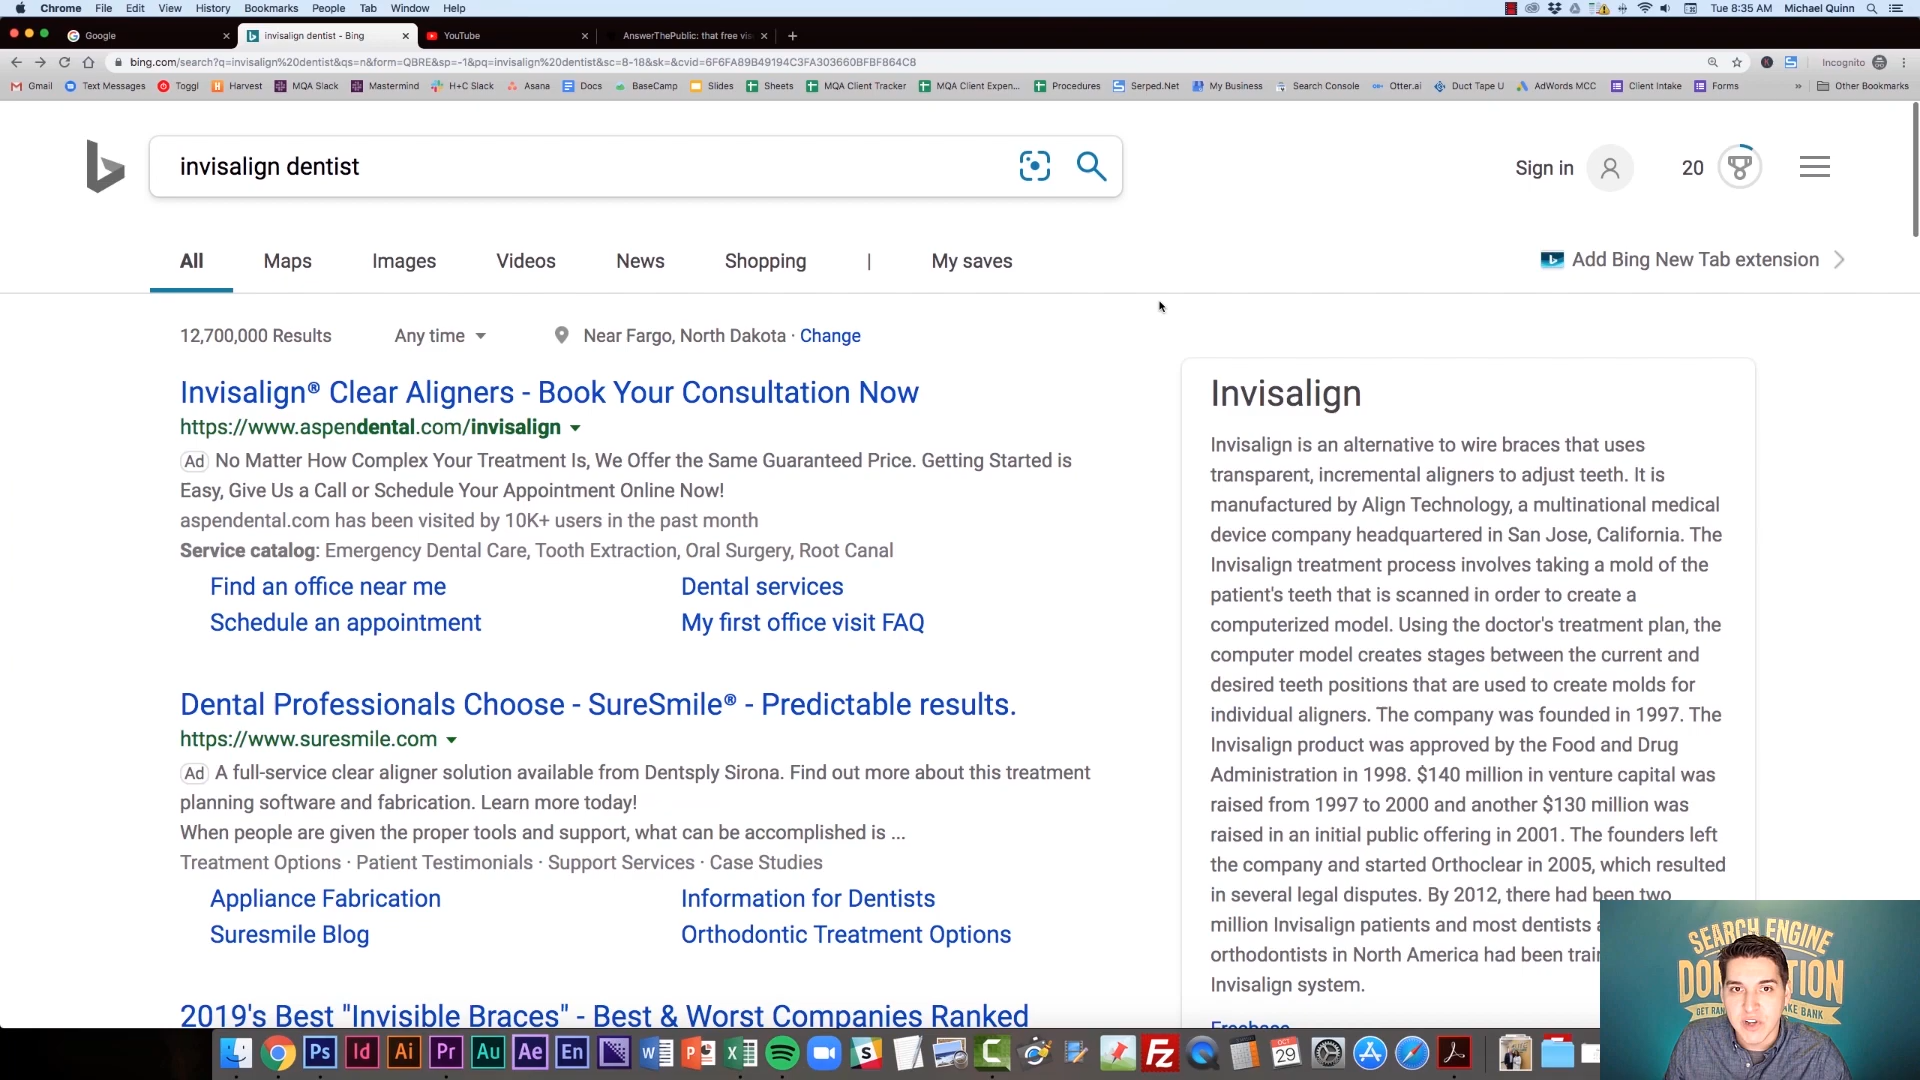 Chrome File Edit View History Bookmarks People Tab Window Help Tue 8:35 AM Michael Quinn
Google invisalign dentist - Bing YouTube AnswerThePublic: that free vis
bing.com/search?q=invisalign%20dentist&qs=n&form=QBRE&sp=-1&pq=invisalign%20dentist&sc=8-18&sk=&cvid=6F6FA89B49194C3FA303660BFBF864C8 Incognito
Gmail Text Messages Toggl Harvest MQA Slack Mastermind H+C Slack Asana Docs BaseCamp Slides Sheets MQA Client Tracker MQA Client Expen... Procedures Serped.Net My Business Search Console Otter.ai Duct Tape U AdWords MCC Client Intake Forms Other Bookmarks
invisalign dentist
Sign in 20
All Maps Images Videos News Shopping | My saves
Add Bing New Tab extension
12,700,000 Results Any time Near Fargo, North Dakota · Change
Invisalign® Clear Aligners - Book Your Consultation Now
https://www.aspendental.com/invisalign
Ad No Matter How Complex Your Treatment Is, We Offer the Same Guaranteed Price. Getting Started is
Easy, Give Us a Call or Schedule Your Appointment Online Now!
aspendental.com has been visited by 10K+ users in the past month
Service catalog: Emergency Dental Care, Tooth Extraction, Oral Surgery, Root Canal
Find an office near me Dental services
Schedule an appointment My first office visit FAQ
Dental Professionals Choose - SureSmile® - Predictable results.
https://www.suresmile.com
Ad A full-service clear aligner solution available from Dentsply Sirona. Find out more about this treatment
planning software and fabrication. Learn more today!
When people are given the proper tools and support, what can be accomplished is ...
Treatment Options · Patient Testimonials · Support Services · Case Studies
Appliance Fabrication Information for Dentists
Suresmile Blog Orthodontic Treatment Options
2019's Best "Invisible Braces" - Best & Worst Companies Ranked
Invisalign
Invisalign is an alternative to wire braces that uses
transparent, incremental aligners to adjust teeth. It is
manufactured by Align Technology, a multinational medical
device company headquartered in San Jose, California. The
Invisalign treatment process involves taking a mold of the
patient's teeth that is scanned in order to create a
computerized model. Using the doctor's treatment plan, the
computer model creates stages between the current and
desired teeth positions that are used to create molds for
individual aligners. The company was founded in 1997. The
Invisalign product was approved by the Food and Drug
Administration in 1998. $140 million in venture capital was
raised from 1997 to 2000 and another $130 million was
raised in an initial public offering in 2001. The founders left
the company and started Orthoclear in 2005, which resulted
in several legal disputes. By 2012, there had been two
million Invisalign patients and most dentists
orthodontists in North America had been trai
Invisalign system.
Freebase
SEARCH ENGINE
DOM TION
GET RAN KE BANK
Ps Id Ai Pr Au Ae En W P X S C Fz OCT 29